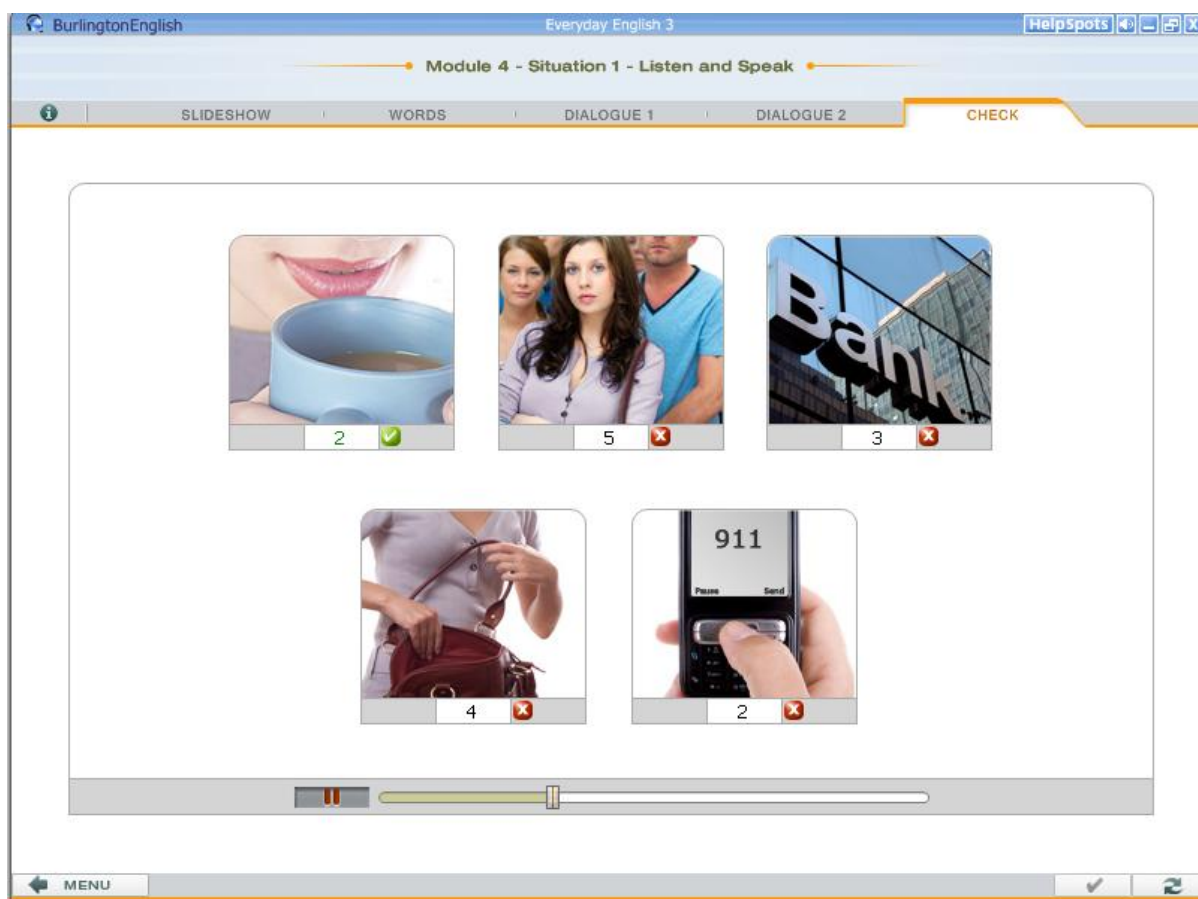 BurlingtonEnglish
Everyday English 3
HelpSpots
Module 4 - Situation 1 - Listen and Speak
SLIDESHOW
WORDS
DIALOGUE 1
DIALOGUE 2
CHECK
Bank
2
5
3
911
Pause Send
4
2
MENU